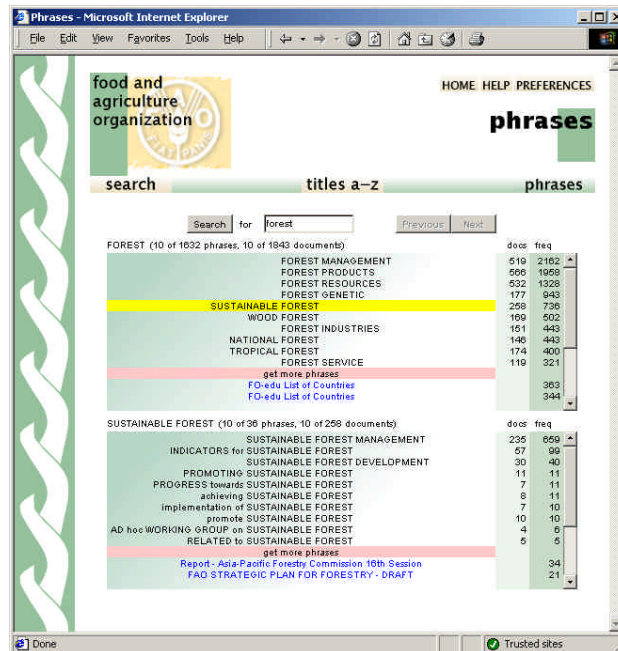 Phrases - Microsoft Internet Explorer
File Edit View Favorites Tools Help
food and
agriculture
organization
FIAT PANIS
HOME HELP PREFERENCES
phrases
search titles a–z phrases
Search for forest Previous Next
FOREST (10 of 1632 phrases, 10 of 1843 documents) docs freq
FOREST MANAGEMENT 519 2162
FOREST PRODUCTS 566 1958
FOREST RESOURCES 532 1328
FOREST GENETIC 177 943
SUSTAINABLE FOREST 258 736
WOOD FOREST 169 502
FOREST INDUSTRIES 151 443
NATIONAL FOREST 146 443
TROPICAL FOREST 174 400
FOREST SERVICE 119 321
get more phrases
FO-edu List of Countries 363
FO-edu List of Countries 344
SUSTAINABLE FOREST (10 of 36 phrases, 10 of 258 documents) docs freq
SUSTAINABLE FOREST MANAGEMENT 235 659
INDICATORS for SUSTAINABLE FOREST 57 99
SUSTAINABLE FOREST DEVELOPMENT 30 40
PROMOTING SUSTAINABLE FOREST 11 11
PROGRESS towards SUSTAINABLE FOREST 7 11
achieving SUSTAINABLE FOREST 8 11
implementation of SUSTAINABLE FOREST 7 10
promote SUSTAINABLE FOREST 10 10
AD hoc WORKING GROUP on SUSTAINABLE FOREST 4 6
RELATED to SUSTAINABLE FOREST 5 5
get more phrases
Report - Asia-Pacific Forestry Commission 16th Session 34
FAO STRATEGIC PLAN FOR FORESTRY - DRAFT 21
Done Trusted sites